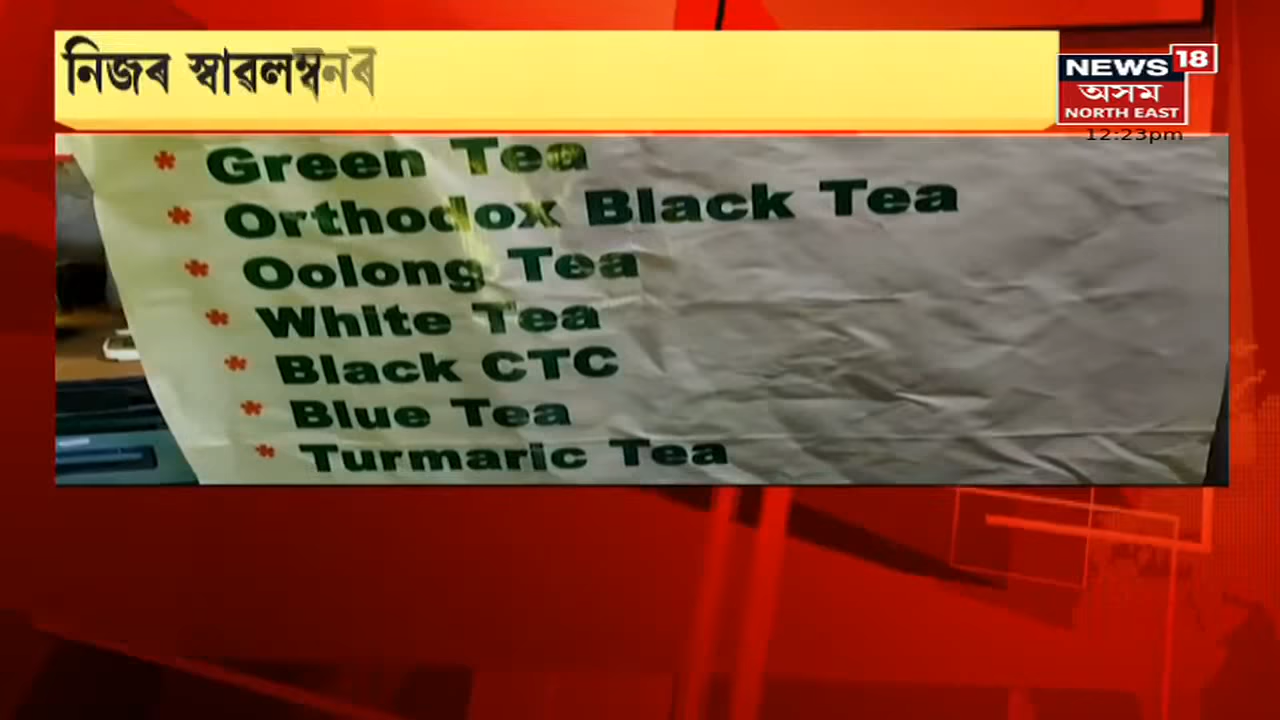 নিজৰ স্বাৱলম্বনৰ
NEWS 18
অসম
NORTH EAST
12:23pm
* Green Tea
* Orthodox Black Tea
* Oolong Tea
* White Tea
* Black CTC
* Blue Tea
* Turmaric Tea